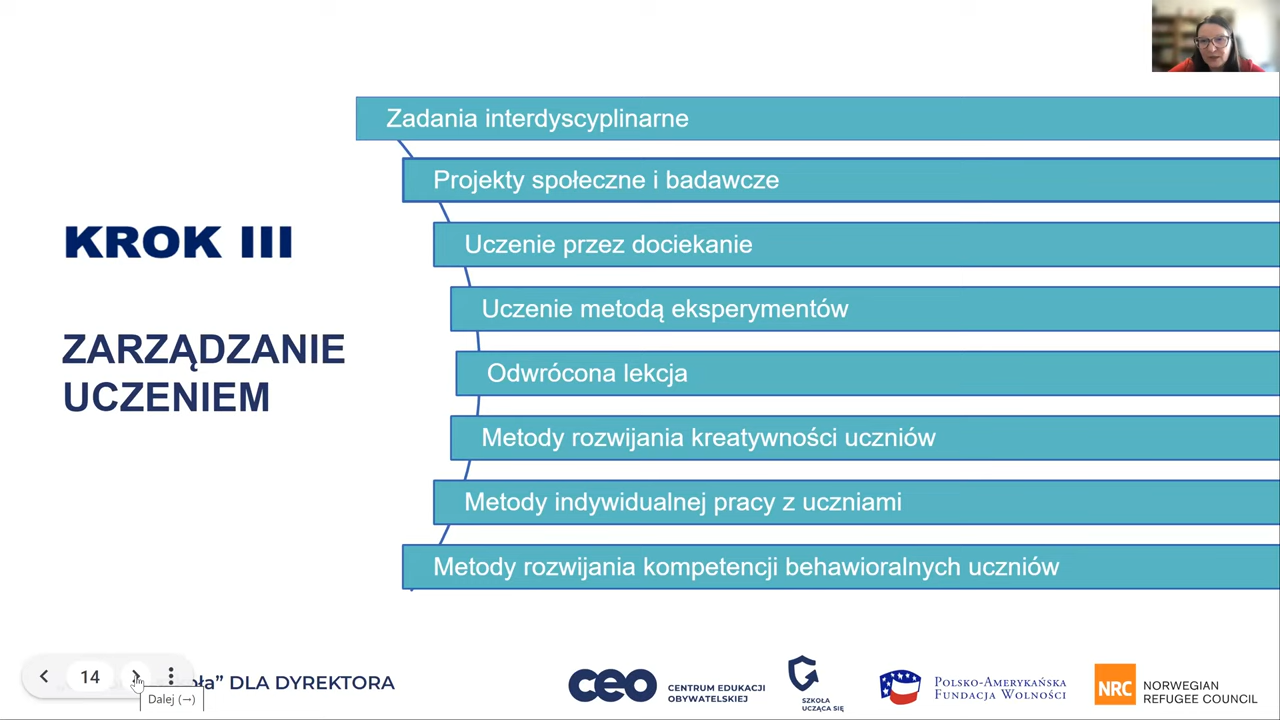 Zadania interdyscyplinarne
Projekty społeczne i badawcze
Uczenie przez dociekanie
Uczenie metodą eksperymentów
Odwrócona lekcja
Metody rozwijania kreatywności uczniów
Metody indywidualnej pracy z uczniami
Metody rozwijania kompetencji behawioralnych uczniów
KROK III
ZARZĄDZANIE
UCZENIEM
14
DLA DYREKTORA
Dalej (→)
ceo
CENTRUM EDUKACJI
OBYWATELSKIEJ
SZKOŁA
UCZĄCA SIĘ
POLSKO-AMERYKAŃSKA
FUNDACJA WOLNOŚCI
NRC
NORWEGIAN
REFUGEE COUNCIL